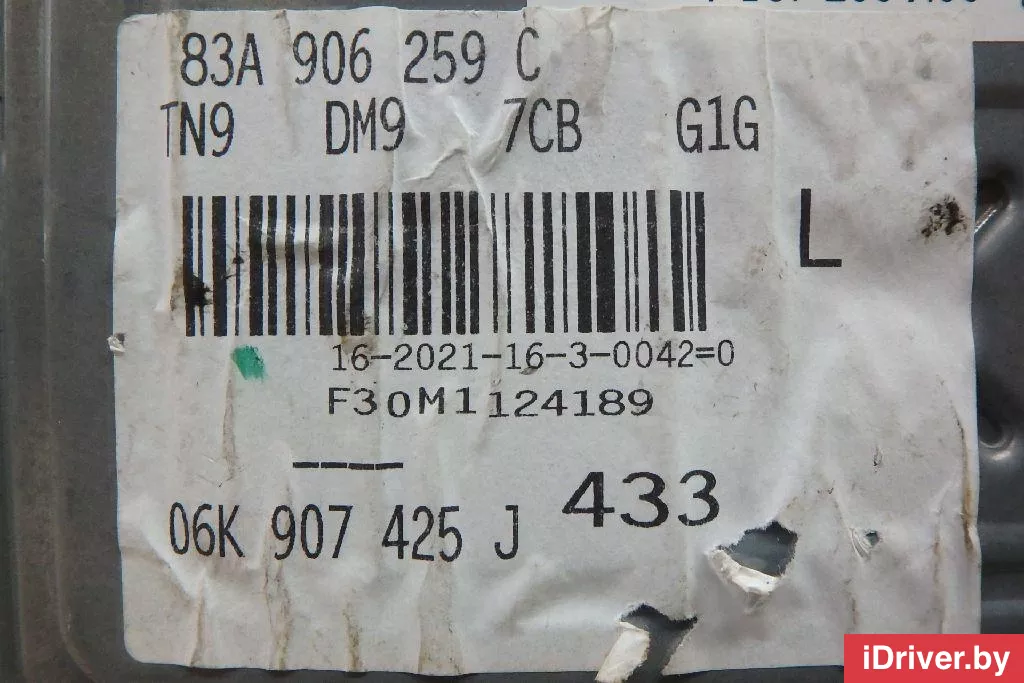 83A 906 259 C
TN9 DM9 7CB G1G
L
16-2021-16-3-0042=0
F30M1124189
----
433
06K 907 425 J
iDriver.by